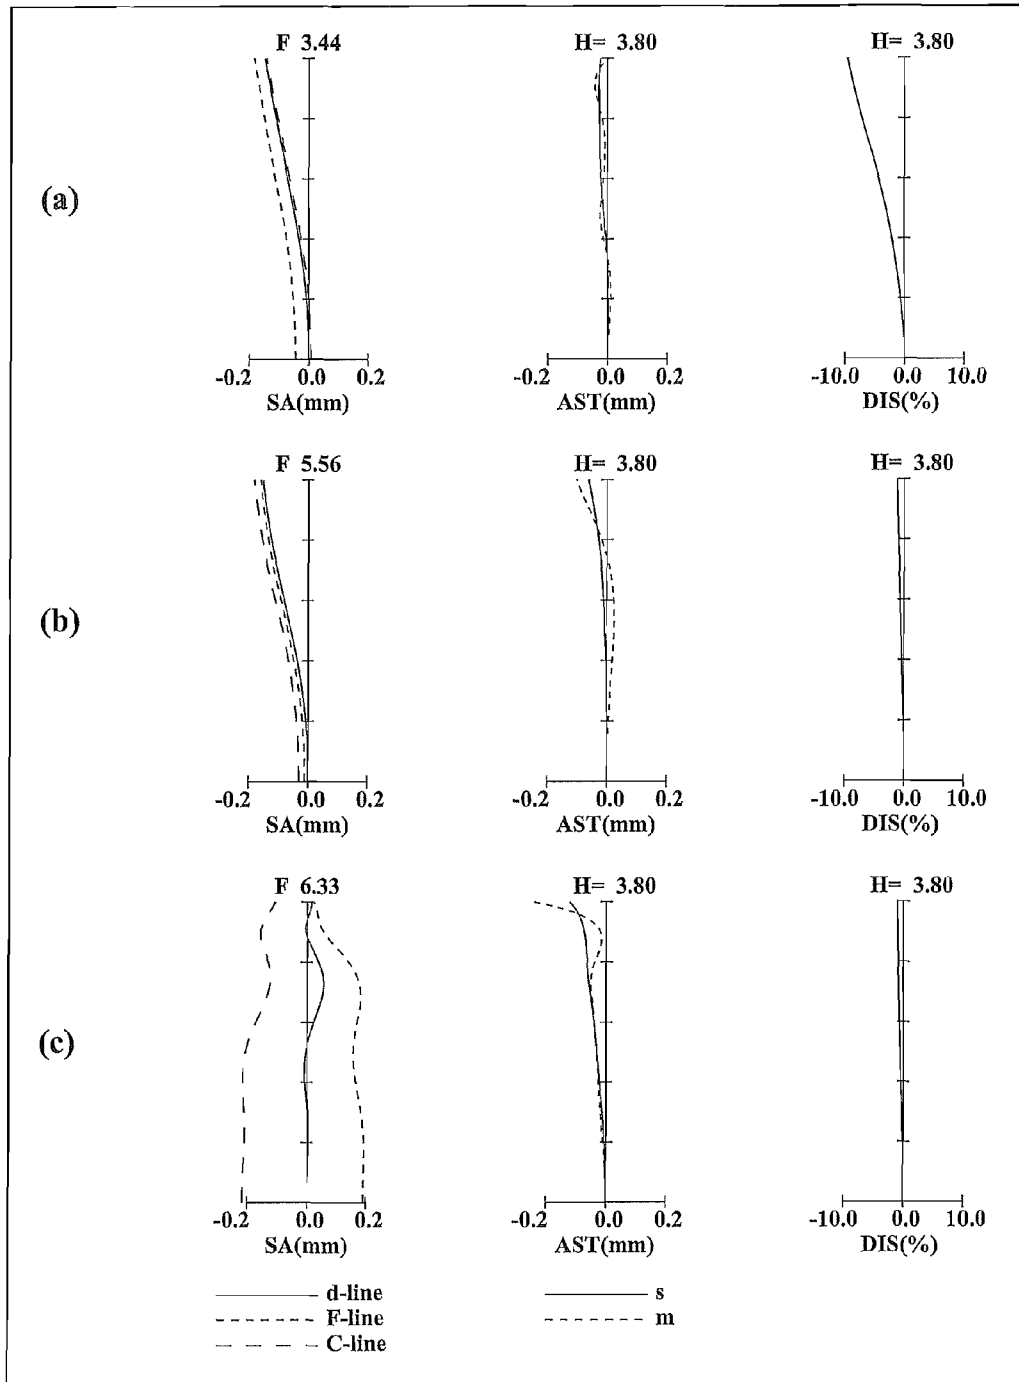 F 3.44 H= 3.80 H= 3.80
(a)
-0.2 0.0 0.2 -0.2 0.0 0.2 -10.0 0.0 10.0
SA(mm) AST(mm) DIS(%)
F 5.56 H= 3.80 H= 3.80
(b)
-0.2 0.0 0.2 -0.2 0.0 0.2 -10.0 0.0 10.0
SA(mm) AST(mm) DIS(%)
F 6.33 H= 3.80 H= 3.80
(c)
-0.2 0.0 0.2 -0.2 0.0 0.2 -10.0 0.0 10.0
SA(mm) AST(mm) DIS(%)
d-line s
F-line m
C-line